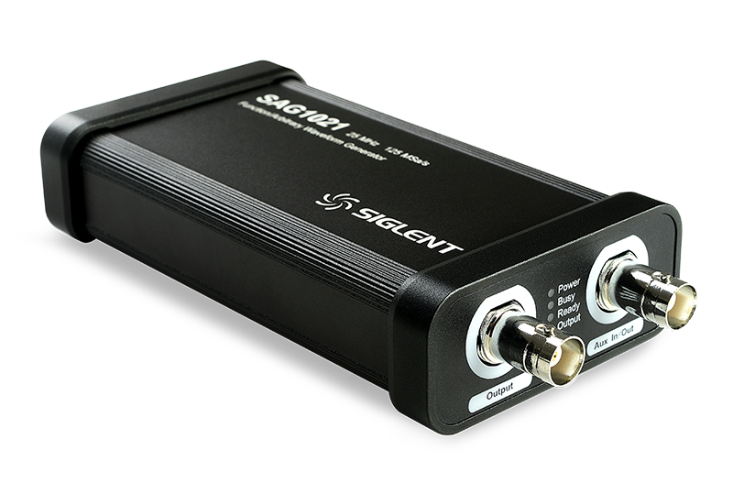 SAG1021 25 MHz 125 MSa/s
Function/Arbitrary Waveform Generator
SIGLENT
Power
Busy
Ready
Output
Output
Aux In/Out